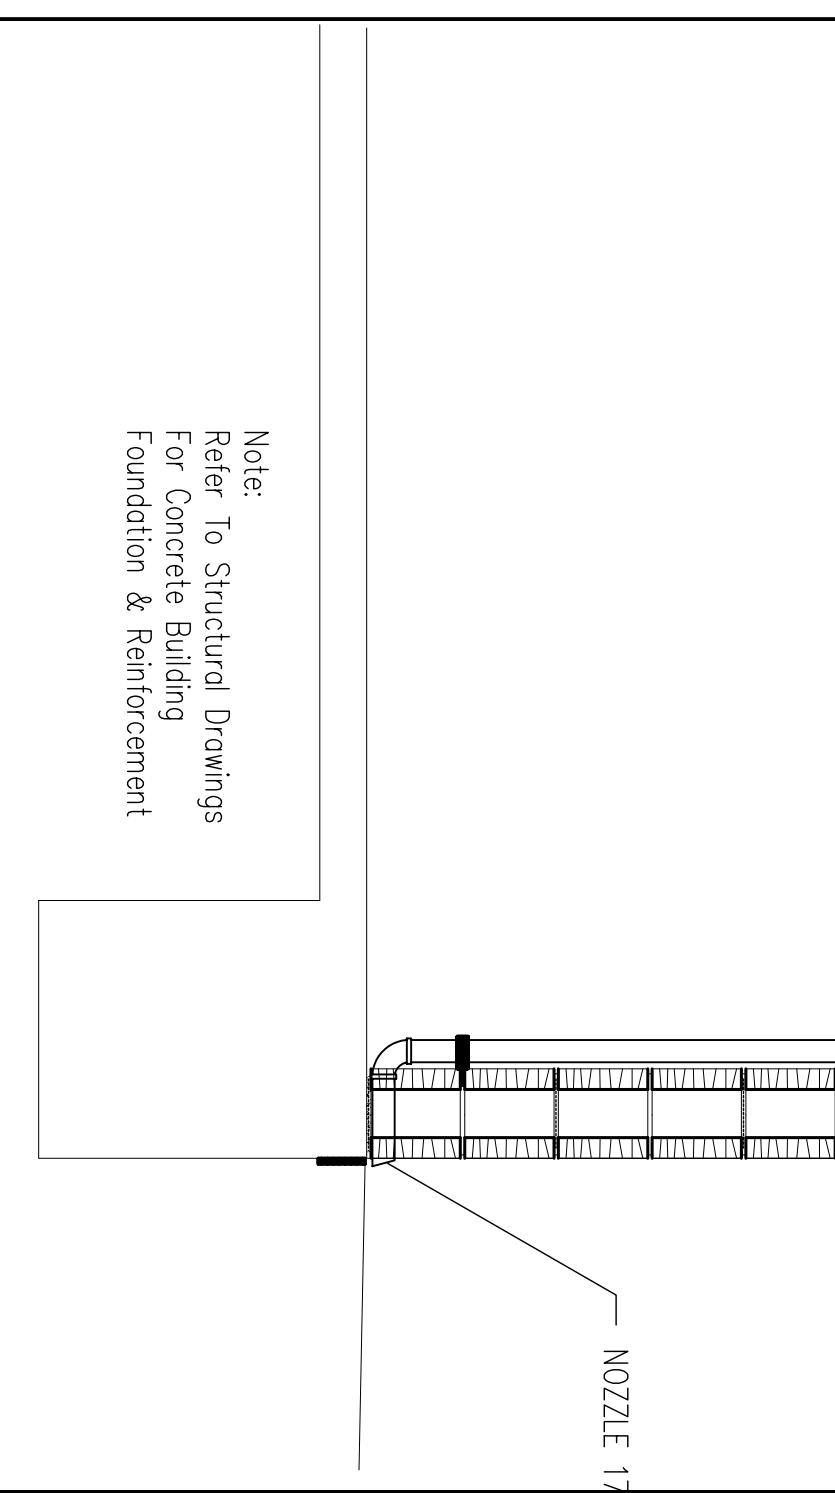 Note:
Refer To Structural Drawings
For Concrete Building
Foundation & Reinforcement
NOZZLE